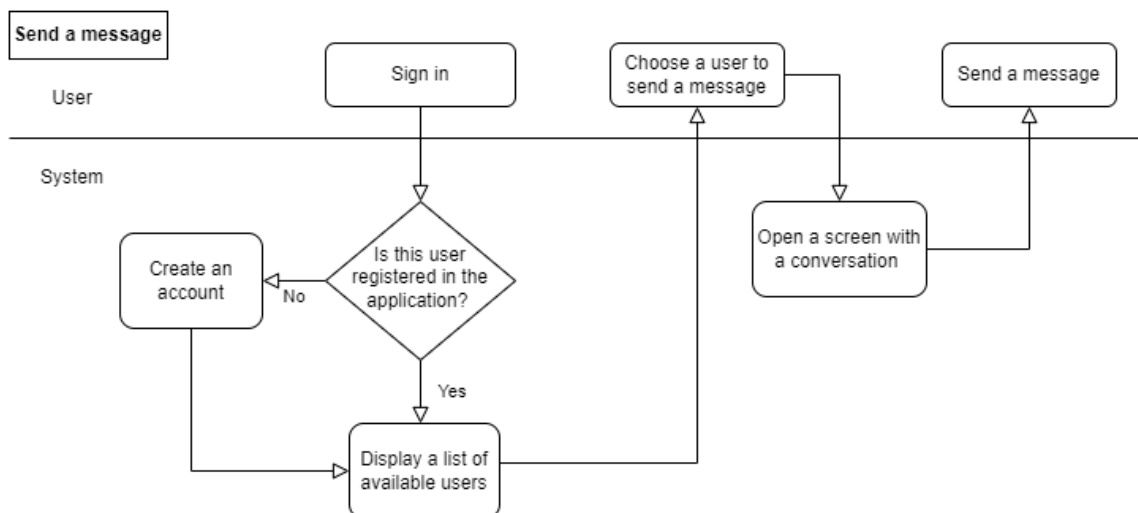 Send a message
User
Sign in
Choose a user to
send a message
Send a message
System
Is this user
registered in the
application?
Create an
account
No
Yes
Display a list of
available users
Open a screen with
a conversation